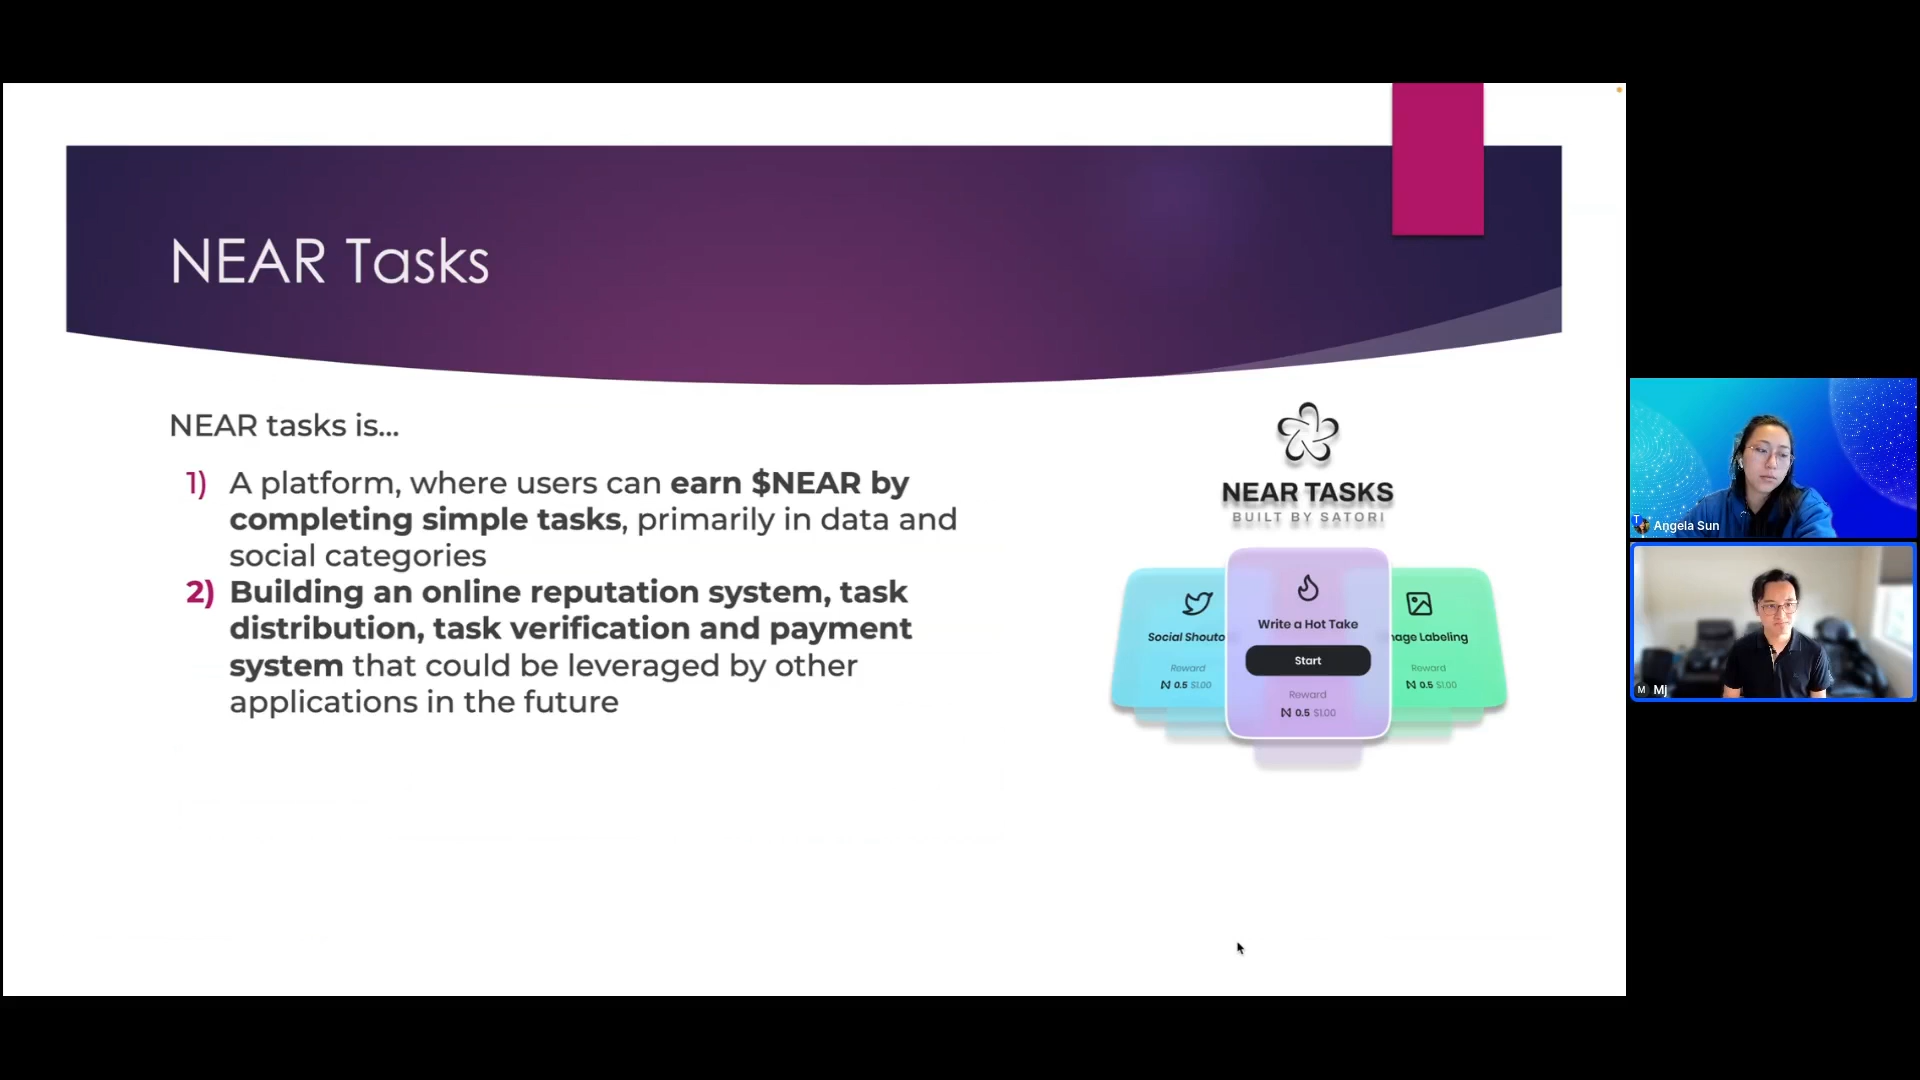 NEAR Tasks
NEAR tasks is...
1) A platform, where users can earn $NEAR by
completing simple tasks, primarily in data and
social categories
2) Building an online reputation system, task
distribution, task verification and payment
system that could be leveraged by other
applications in the future
NEAR TASKS
BUILT BY SATORI
Social Shouto
Reward
0.5 $1.00
Write a Hot Take
Start
Reward
0.5 $1.00
nage Labeling
Reward
0.5 $1.00
Angela Sun
M Mj